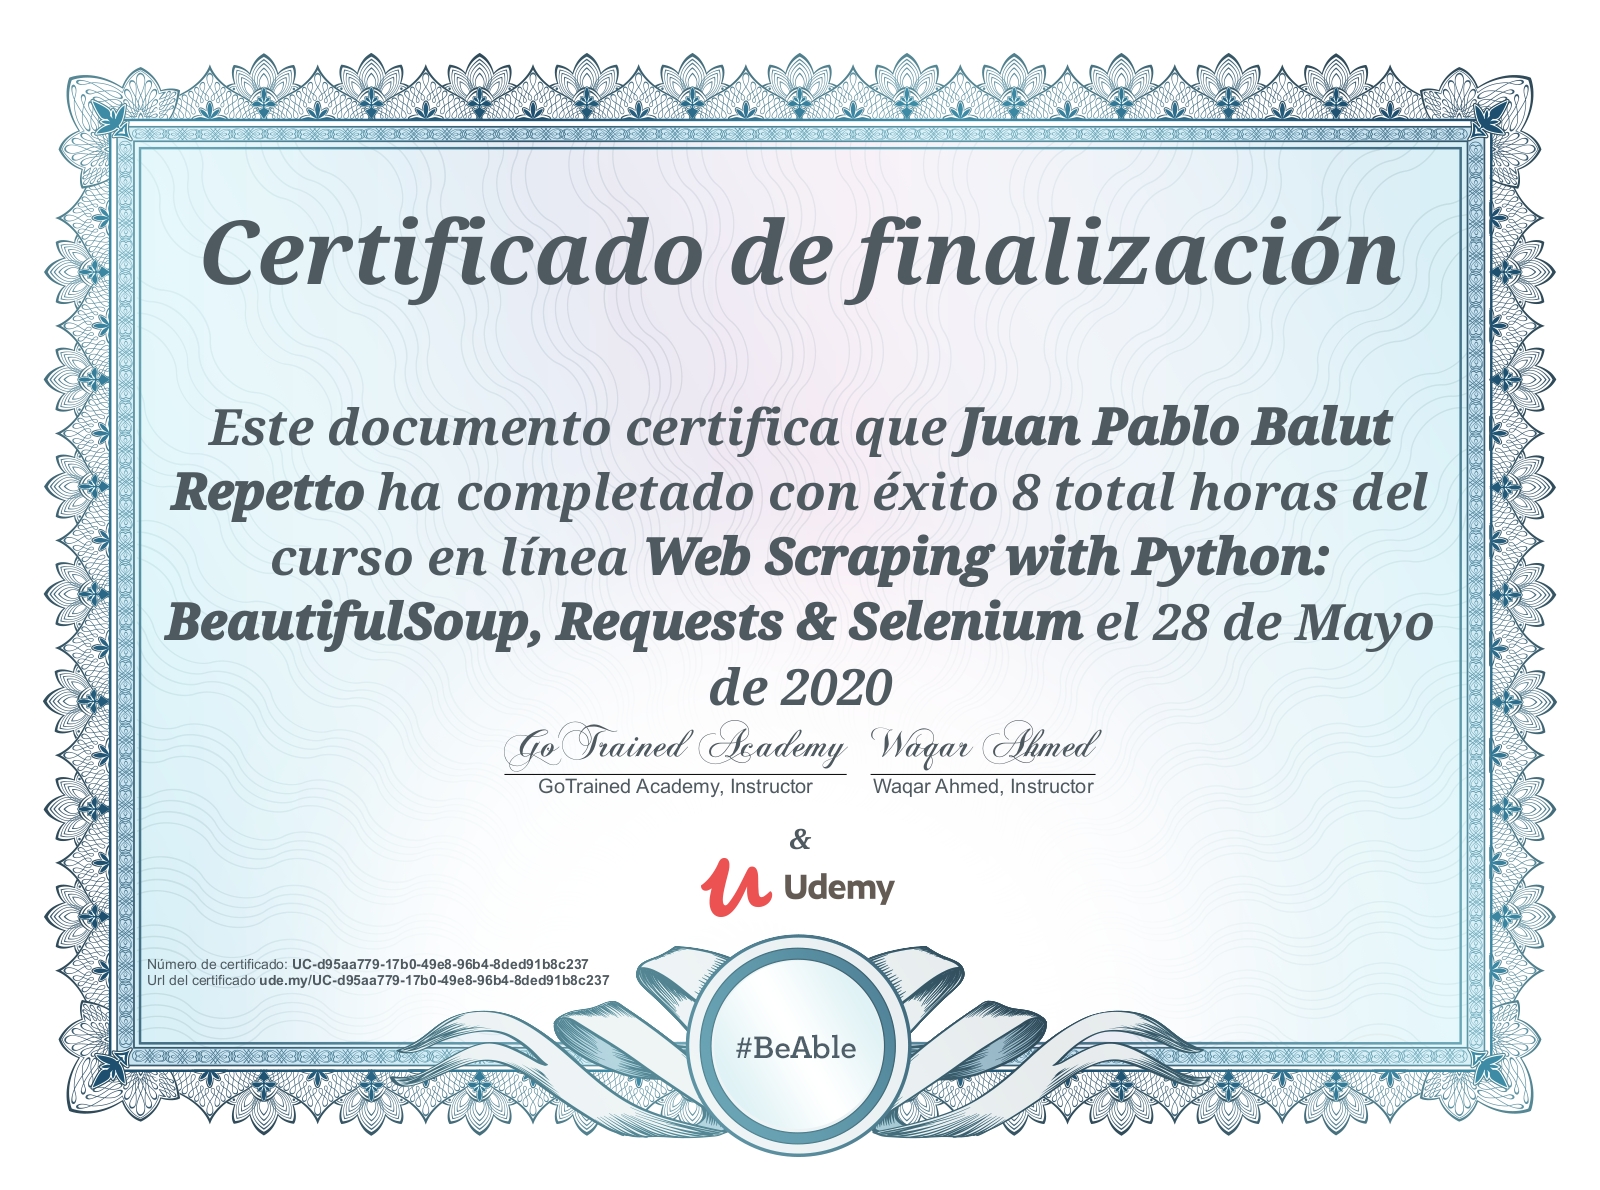 Certificado de finalización
Este documento certifica que Juan Pablo Balut
Repetto ha completado con éxito 8 total horas del
curso en línea Web Scraping with Python:
BeautifulSoup, Requests & Selenium el 28 de Mayo
de 2020
Go Trained Academy Waqar Ahmed
GoTrained Academy, Instructor Waqar Ahmed, Instructor
&
Udemy
Número de certificado: UC-d95aa779-17b0-49e8-96b4-8ded91b8c237
Url del certificado ude.my/UC-d95aa779-17b0-49e8-96b4-8ded91b8c237
#BeAble